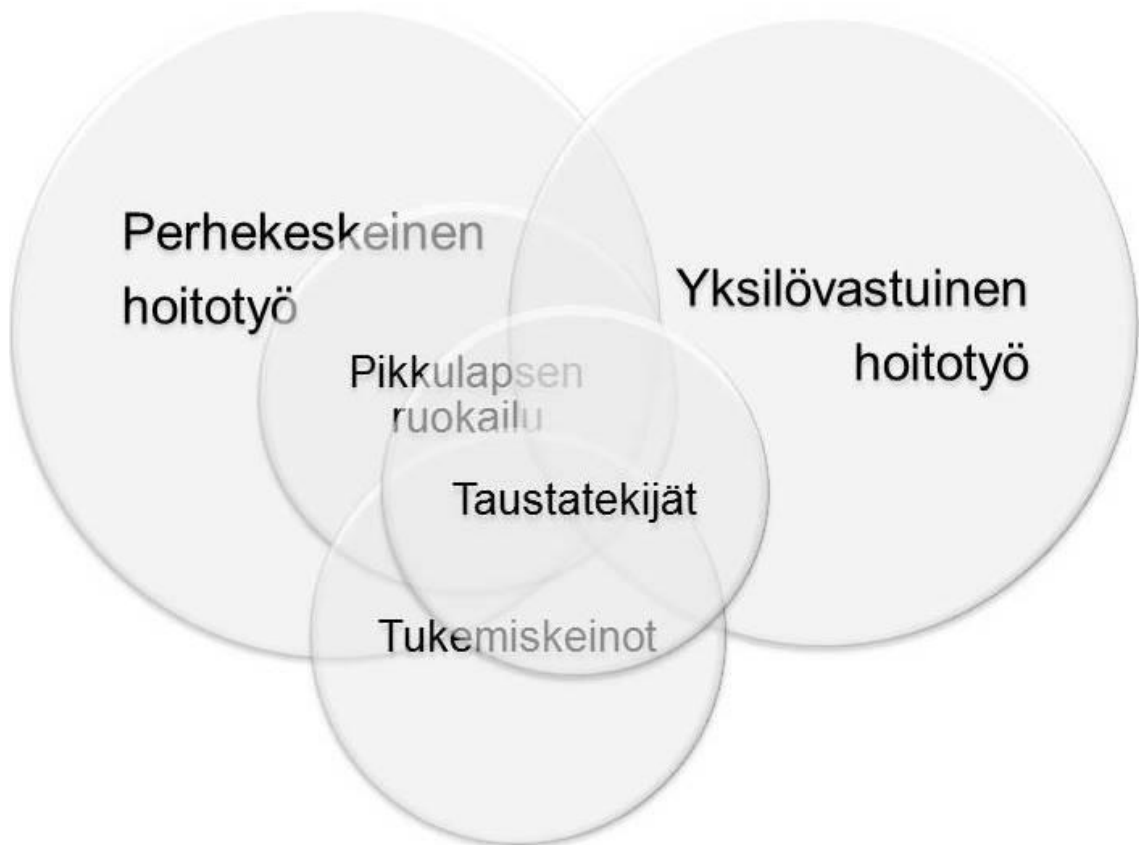 Perhekeskeinen
hoitotyö
Yksilövastuinen
hoitotyö
Pikkulapsen
ruokailu
Taustatekijät
Tukemiskeinot